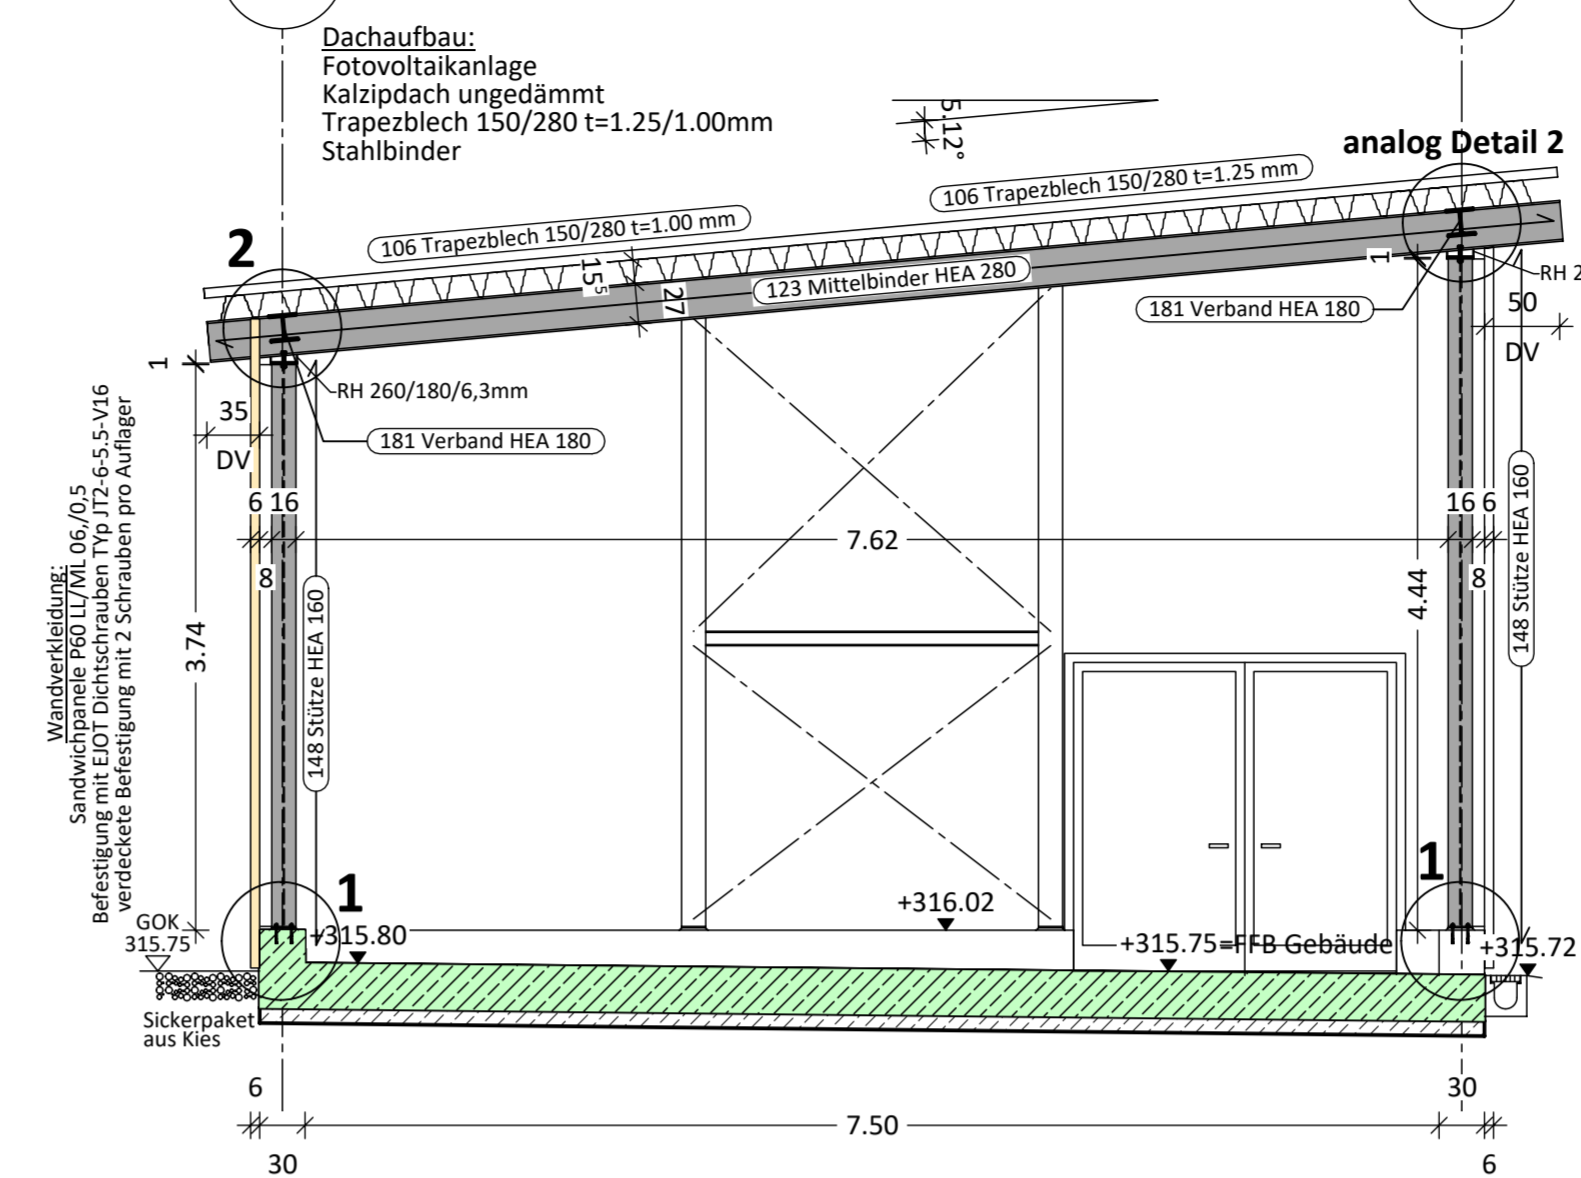 Dachaufbau:
Fotovoltaikanlage
Kalzipdach ungedämmt
Trapezblech 150/280 t=1.25/1.00mm
Stahlbinder
5.12°
analog Detail 2
106 Trapezblech 150/280 t=1.25 mm
106 Trapezblech 150/280 t=1.00 mm
2
15⁵
27
123 Mittelbinder HEA 280
1
RH 2
181 Verband HEA 180
50
DV
1
RH 260/180/6,3mm
35
DV
181 Verband HEA 180
6 16
8
7.62
16 6
8
3.74
4.44
148 Stütze HEA 160
148 Stütze HEA 160
Wandverkleidung:
Sandwichpanele P60 LL/ML 06,/0,5
Befestigung mit EJOT Dichtschrauben TYp JT2-6-5.5-V16
verdeckete Befestigung mit 2 Schrauben pro Auflager
1
1
GOK
315.75
+315.80
+316.02
+315.75=FFB Gebäude
+315.72
Sickerpaket
aus Kies
6
30
7.50
30
6